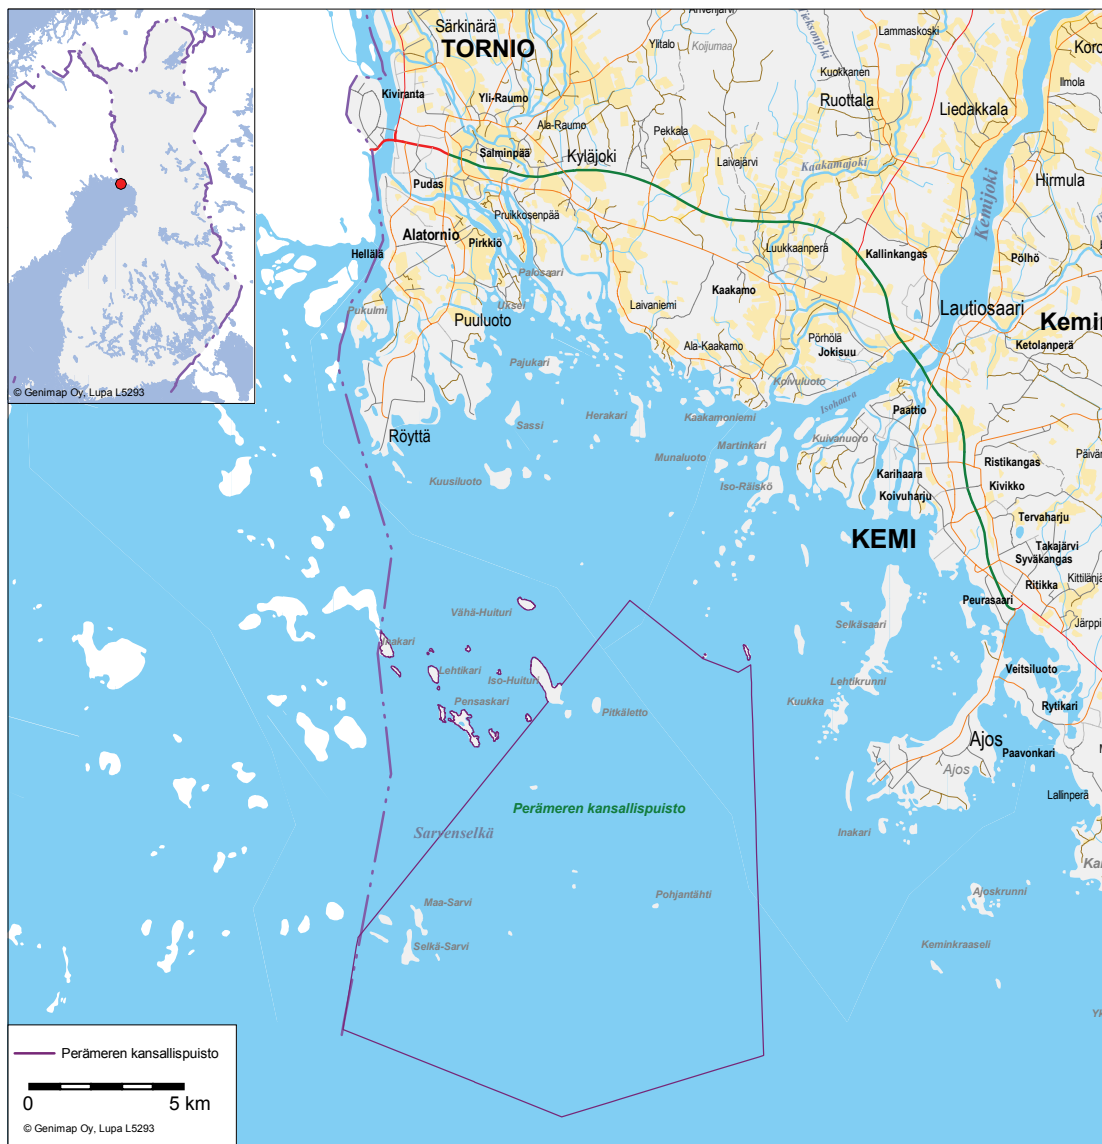 Särkinärä
TORNIO
Ylitalo
Koijumaa
Lammaskoski
Kuokkanen
Ruottala
Liedakkala
Ilmola
Kiviranta
Yli-Raumo
Ala-Raumo
Pekkala
Salminpää
Kyläjoki
Laivajärvi
Kaakamajoki
Kemijoki
Hirmula
Pudas
Pruikkosenpää
Alatornio
Pirkkiö
Hellälä
Luukkaanperä
Kallinkangas
Pölhö
Palosaari
Kaakamo
Uksei
Laivaniemi
Pukulmi
Puuluoto
Lautiosaari
Kemin
Ala-Kaakamo
Pörhölä
Jokisuu
Ketolanperä
Pajukari
Koivuluoto
© Genimap Oy, Lupa L5293
Isohaara
Paattio
Herakari
Kaakamoniemi
Sassi
Röyttä
Martinkari
Kuivanuoro
Munaluoto
Ristikangas
Karihaara
Kuusiluoto
Iso-Räiskö
Kivikko
Koivuharju
Tervaharju
KEMI
Takajärvi
Syväkangas
Ritikka
Peurasaari
Vähä-Huituri
Selkäsaari
Järppi
Inakari
Lehtikari
Iso-Huituri
Veitsiluoto
Lehtikrunni
Pensaskari
Kuukka
Pitkäletto
Rytikari
Ajos
Paavonkari
Ajos
Lallinperä
Perämeren kansallispuisto
Sarvenselkä
Inakari
Maa-Sarvi
Pohjantähti
Ajoskrunni
Selkä-Sarvi
Keminkraaseli
Perämeren kansallispuisto
0 5 km
© Genimap Oy, Lupa L5293